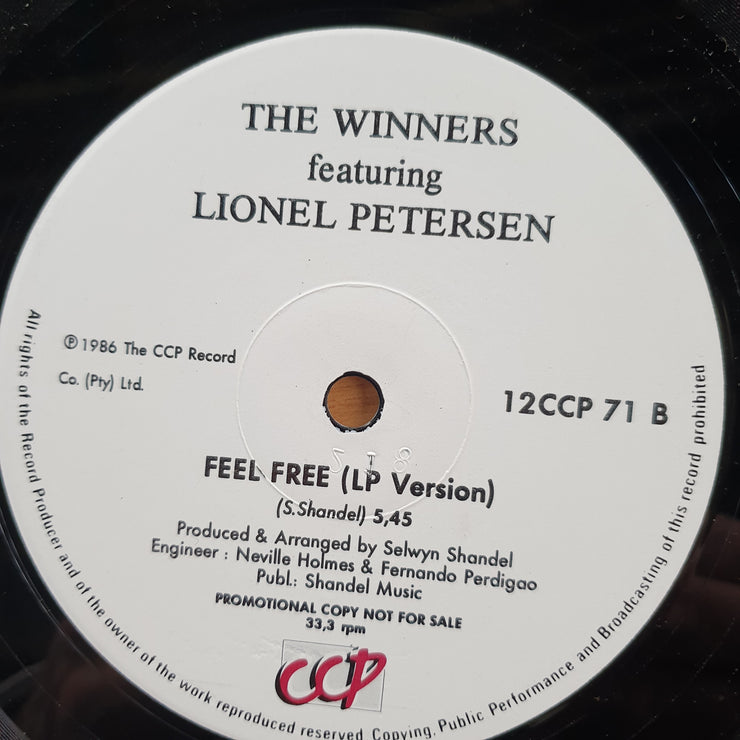 THE WINNERS
featuring
LIONEL PETERSEN
℗ 1986 The CCP Record
Co. (Pty) Ltd.
12CCP 71 B
FEEL FREE (LP Version)
(S.Shandel) 5,45
Produced & Arranged by Selwyn Shandel
Engineer : Neville Holmes & Fernando Perdigao
Publ.: Shandel Music
PROMOTIONAL COPY NOT FOR SALE
33,3 rpm
CCP
All rights of the Record Producer and of the owner of the work reproduced reserved. Copying, Public Performance and Broadcasting of this record prohibited